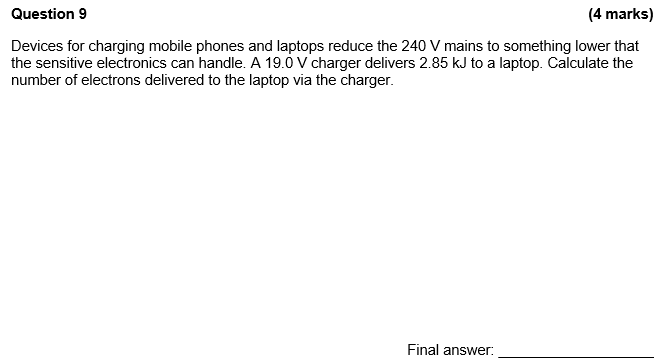 Question 9 (4 marks)
Devices for charging mobile phones and laptops reduce the 240 V mains to something lower that
the sensitive electronics can handle. A 19.0 V charger delivers 2.85 kJ to a laptop. Calculate the
number of electrons delivered to the laptop via the charger.
Final answer: ____________________